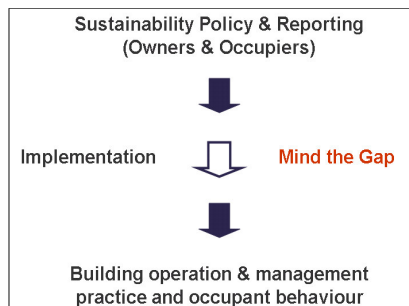 Sustainability Policy & Reporting
(Owners & Occupiers)
Implementation
Mind the Gap
Building operation & management
practice and occupant behaviour